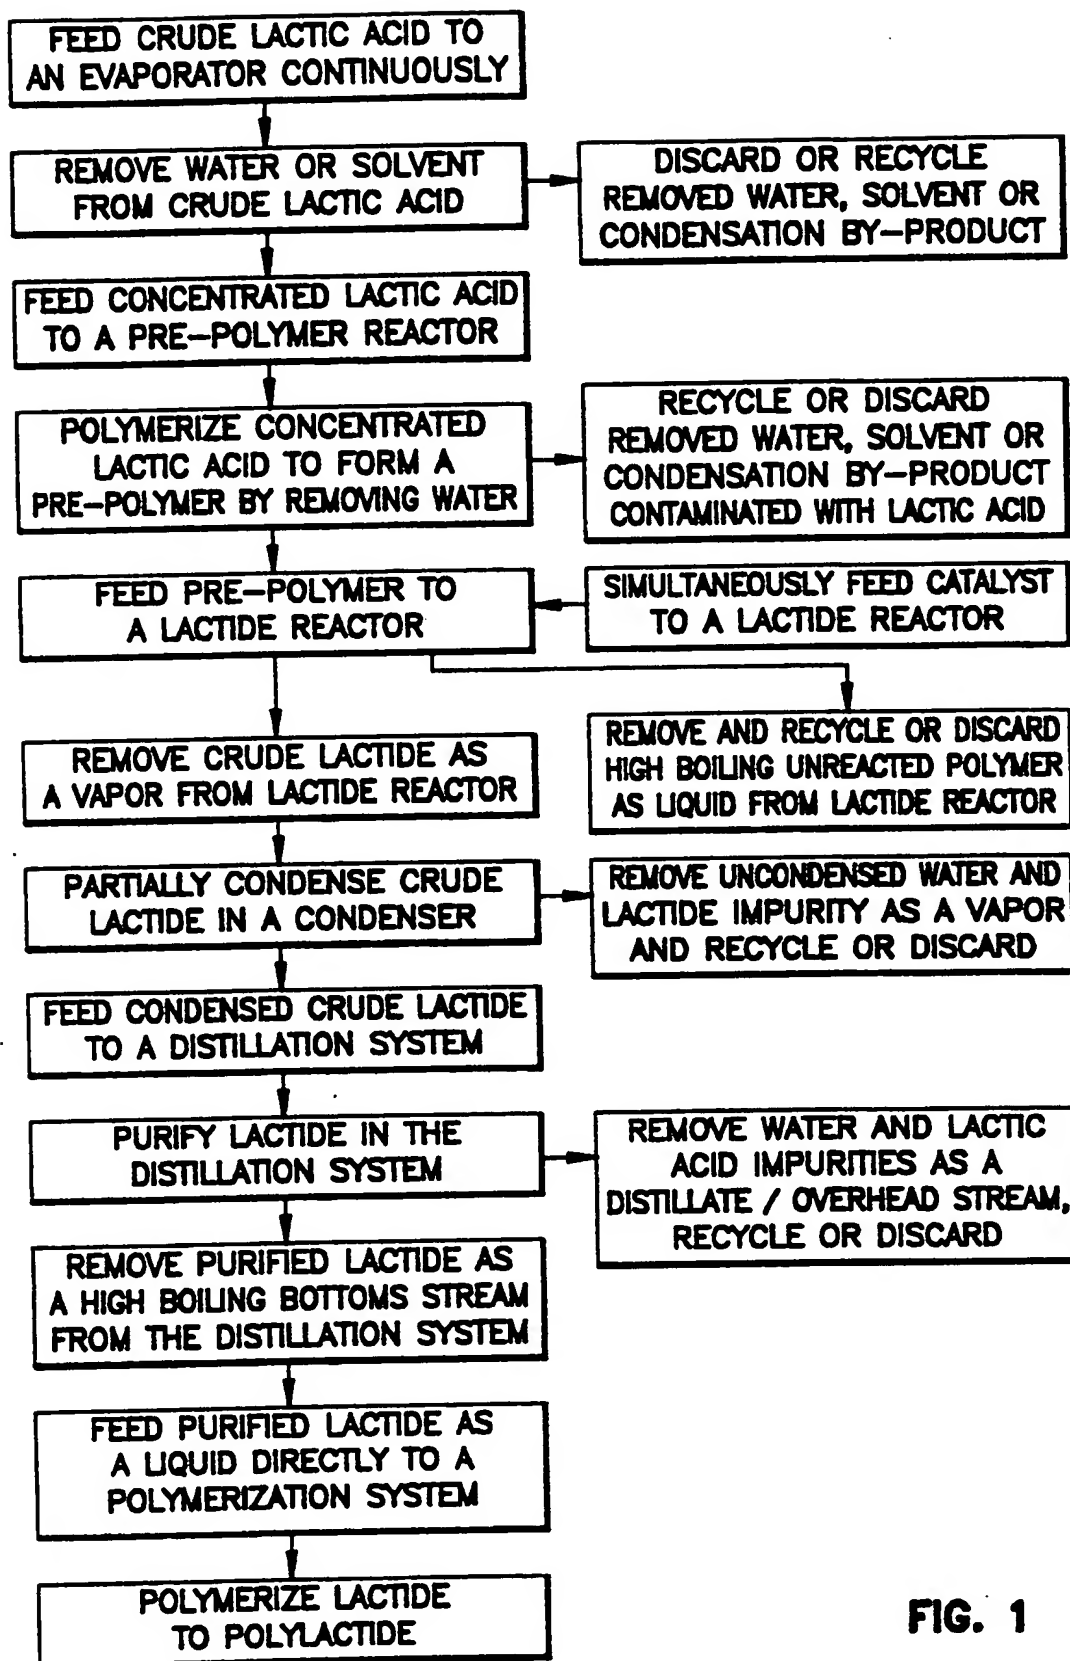 FEED CRUDE LACTIC ACID TO
AN EVAPORATOR CONTINUOUSLY
REMOVE WATER OR SOLVENT
FROM CRUDE LACTIC ACID
DISCARD OR RECYCLE
REMOVED WATER, SOLVENT OR
CONDENSATION BY-PRODUCT
FEED CONCENTRATED LACTIC ACID
TO A PRE-POLYMER REACTOR
POLYMERIZE CONCENTRATED
LACTIC ACID TO FORM A
PRE-POLYMER BY REMOVING WATER
RECYCLE OR DISCARD
REMOVED WATER, SOLVENT OR
CONDENSATION BY-PRODUCT
CONTAMINATED WITH LACTIC ACID
FEED PRE-POLYMER TO
A LACTIDE REACTOR
SIMULTANEOUSLY FEED CATALYST
TO A LACTIDE REACTOR
REMOVE CRUDE LACTIDE AS
A VAPOR FROM LACTIDE REACTOR
REMOVE AND RECYCLE OR DISCARD
HIGH BOILING UNREACTED POLYMER
AS LIQUID FROM LACTIDE REACTOR
PARTIALLY CONDENSE CRUDE
LACTIDE IN A CONDENSER
REMOVE UNCONDENSED WATER AND
LACTIDE IMPURITY AS A VAPOR
AND RECYCLE OR DISCARD
FEED CONDENSED CRUDE LACTIDE
TO A DISTILLATION SYSTEM
PURIFY LACTIDE IN THE
DISTILLATION SYSTEM
REMOVE WATER AND LACTIC
ACID IMPURITIES AS A
DISTILLATE / OVERHEAD STREAM,
RECYCLE OR DISCARD
REMOVE PURIFIED LACTIDE AS
A HIGH BOILING BOTTOMS STREAM
FROM THE DISTILLATION SYSTEM
FEED PURIFIED LACTIDE AS
A LIQUID DIRECTLY TO A
POLYMERIZATION SYSTEM
POLYMERIZE LACTIDE
TO POLYLACTIDE
FIG. 1